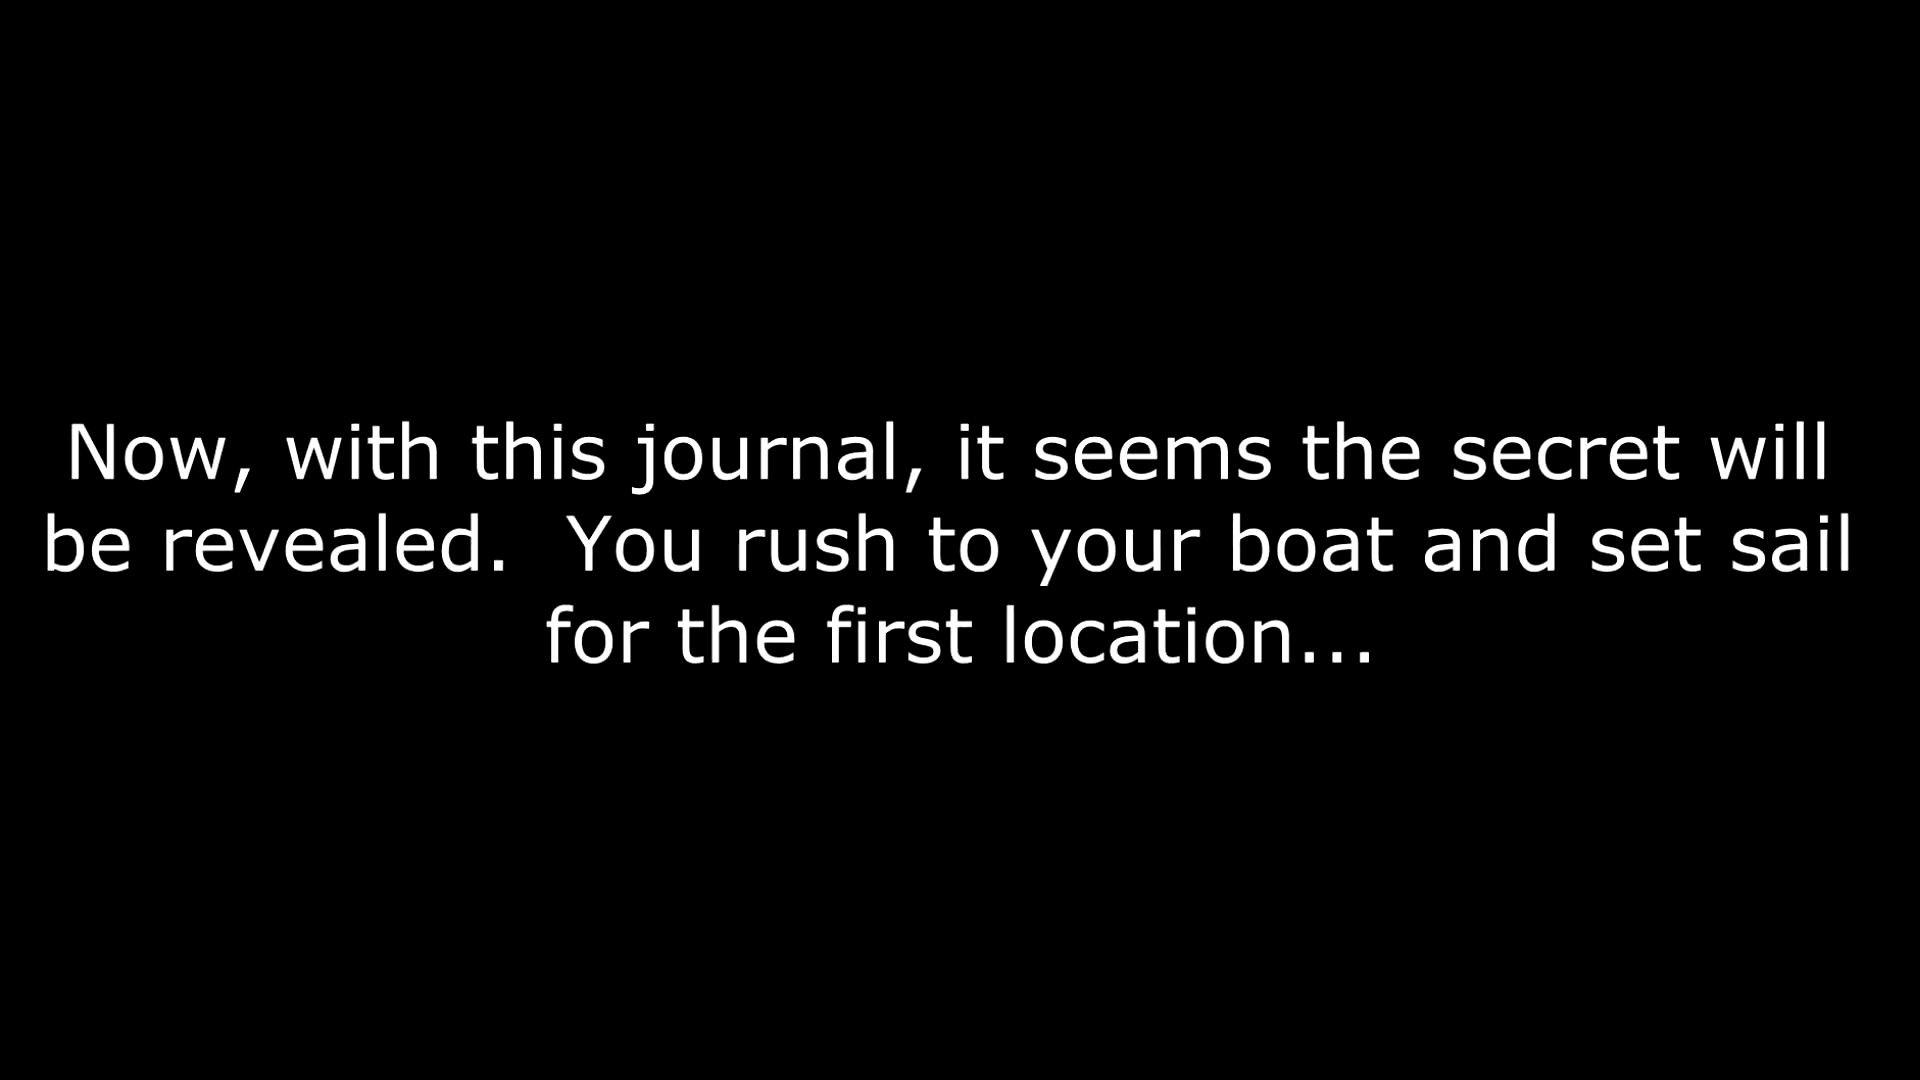 Now, with this journal, it seems the secret will
be revealed.  You rush to your boat and set sail
for the first location...